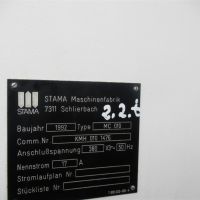 STAMA Maschinenfabrik
7311 Schlierbach
STAMA
2.2.t
Baujahr 1992 Type MC 010
Comm.Nr KMH 010 1476
Anschlußspannung 380 V~ 50 Hz
Nennstrom 17 A
Stromlaufplan Nr
Stückliste Nr